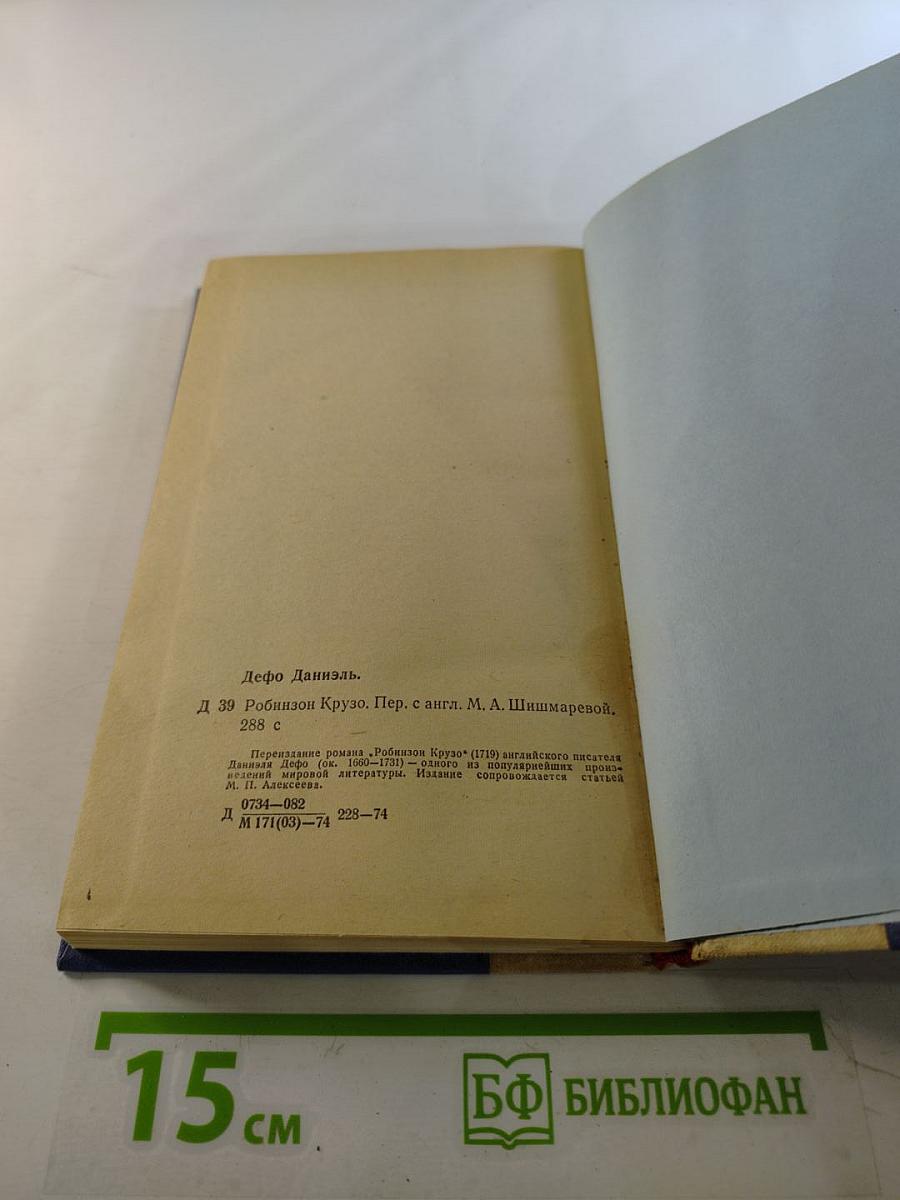 Дефо Даниэль.
Д 39 Робинзон Крузо. Пер. с англ. М. А. Шишмаревой.
288 с
Переиздание романа „Робинзон Крузо“ (1719) английского писателя
Даниеля Дефо (ок. 1660—1731) — одного из популярнейших произ-
ведений мировой литературы. Издание сопровождается статьей
М. П. Алексеева.
Д 0734—082
М 171(03)—74 228—74
15 см
БФ БИБЛИОФАН